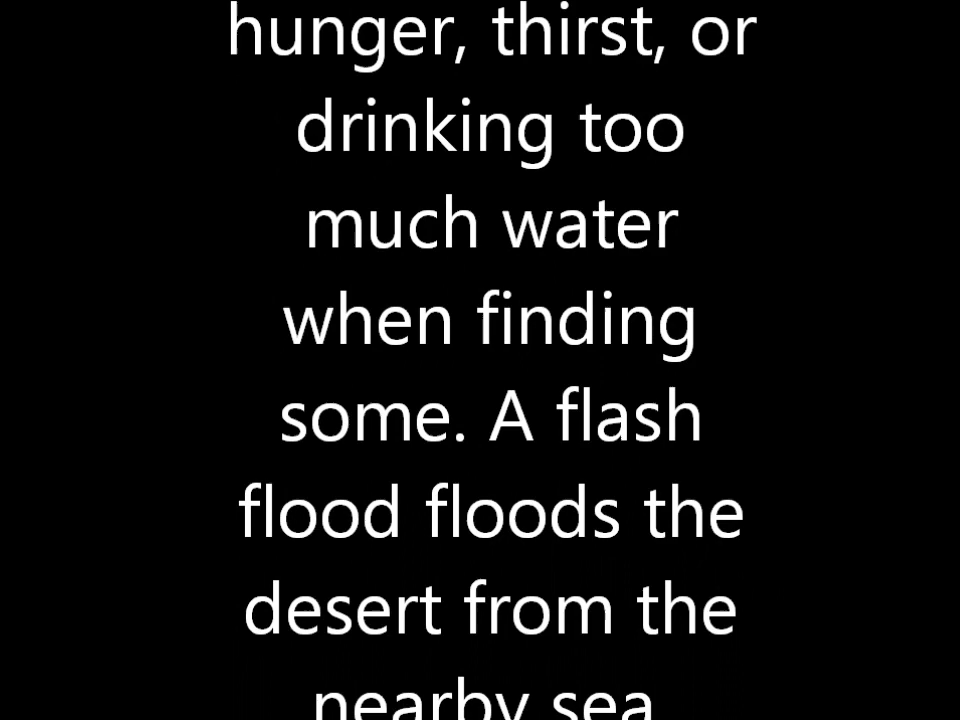 hunger, thirst, or
drinking too
much water
when finding
some. A flash
flood floods the
desert from the
nearby sea